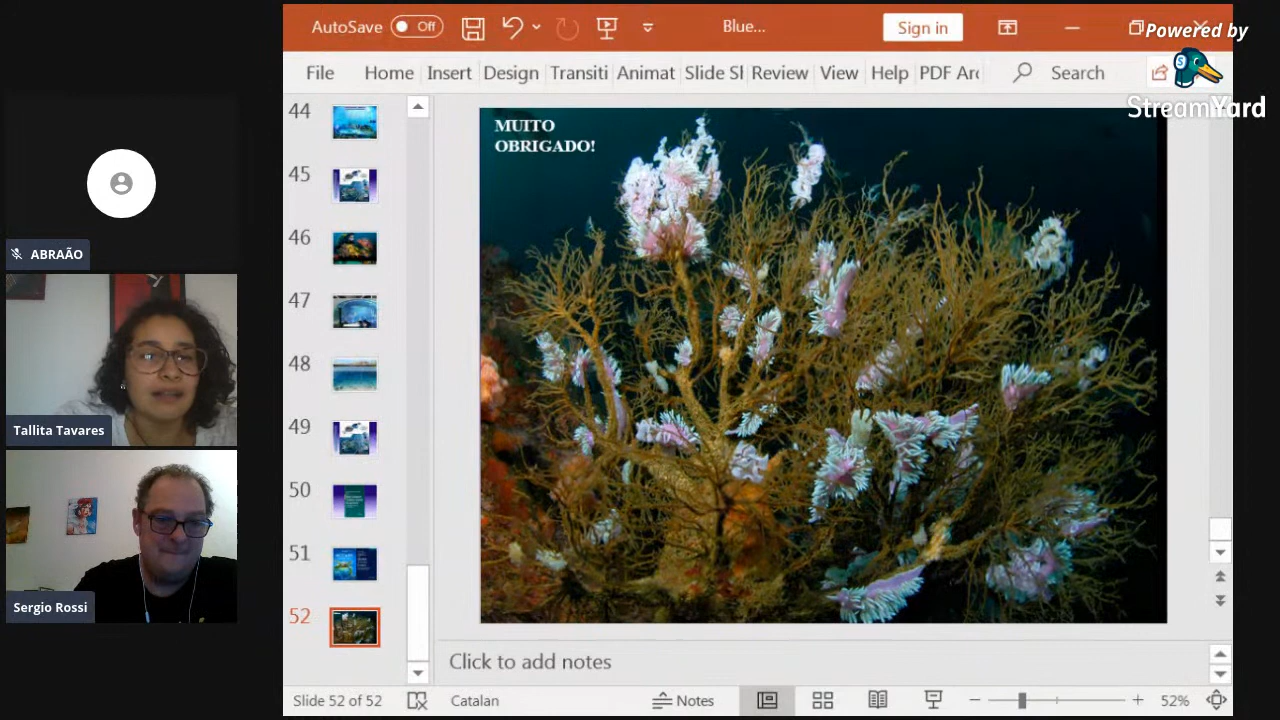 AutoSave
Off
Blue...
Sign in
Powered by
StreamYard
File
Home
Insert
Design
Transiti
Animat
Slide Sl
Review
View
Help
PDF Arc
Search
44
45
46
47
48
49
50
51
52
MUITO
OBRIGADO!
ABRAÃO
Tallita Tavares
Sergio Rossi
Click to add notes
Slide 52 of 52
Catalan
Notes
52%